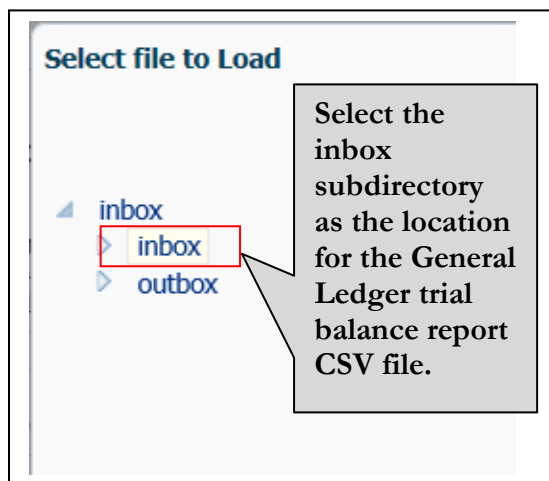 Select file to Load
Select the
inbox
subdirectory
as the location
for the General
Ledger trial
balance report
CSV file.
inbox
inbox
outbox